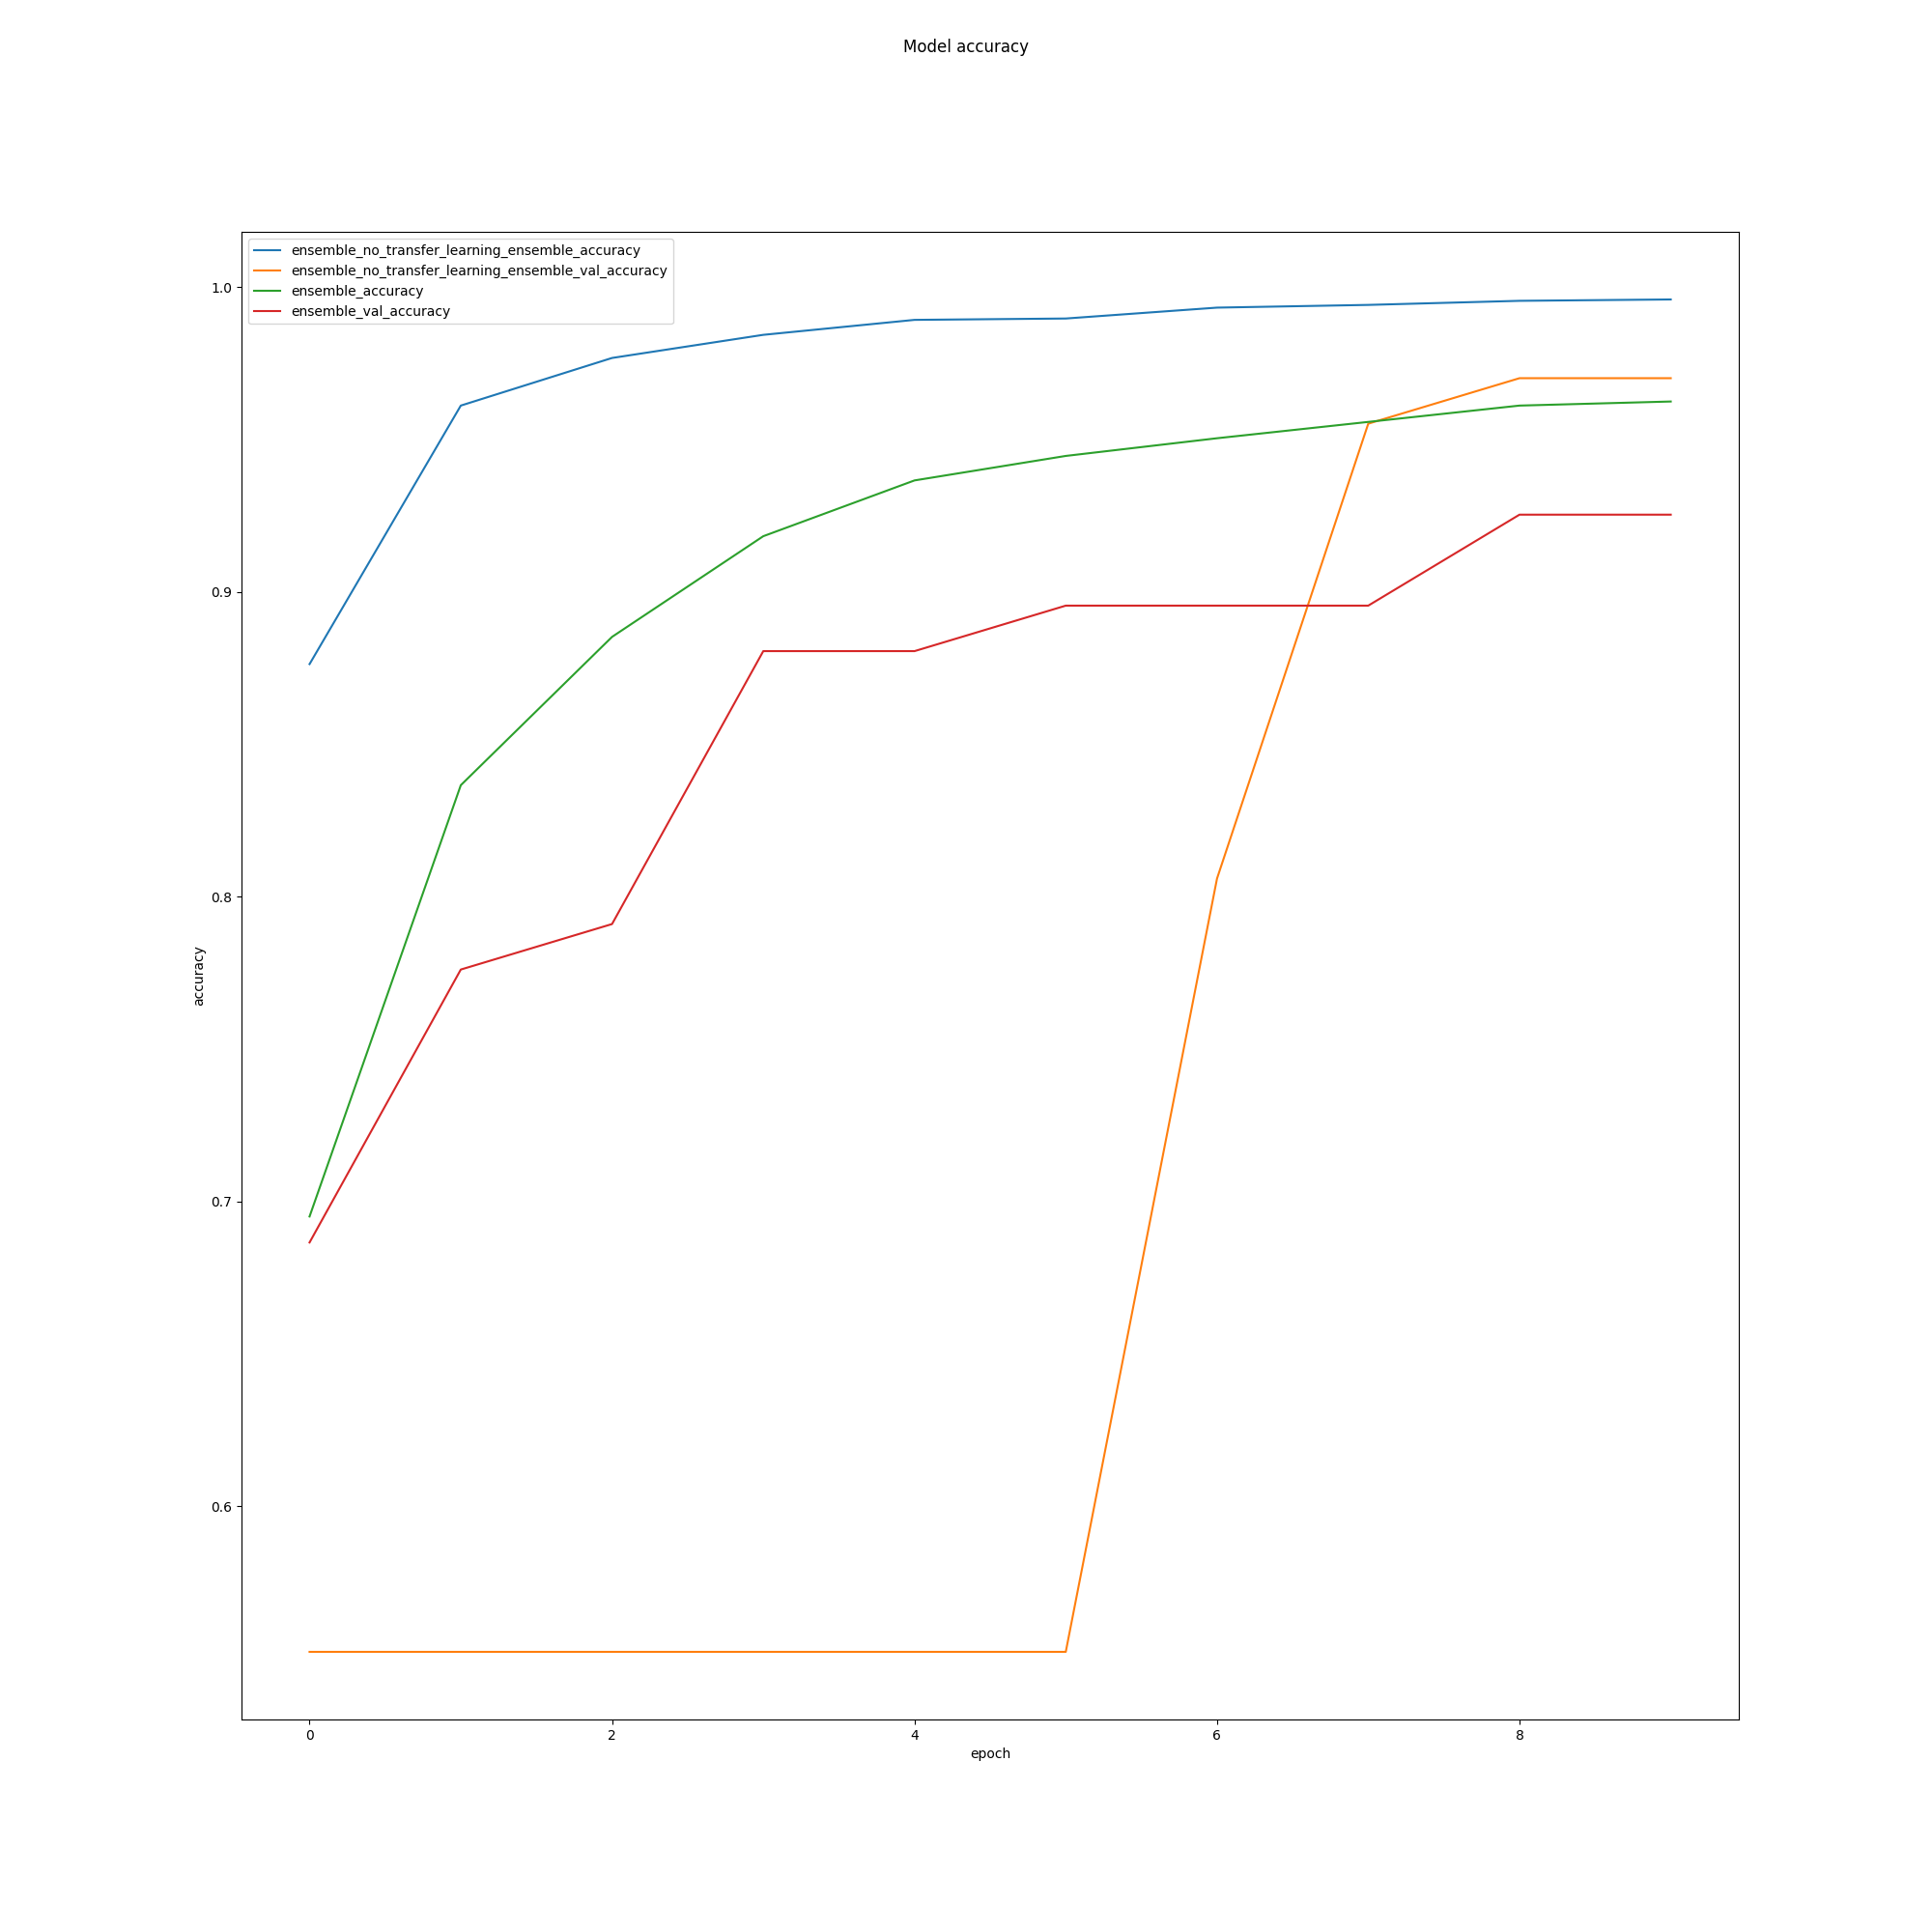 Model accuracy
ensemble_no_transfer_learning_ensemble_accuracy
ensemble_no_transfer_learning_ensemble_val_accuracy
ensemble_accuracy
ensemble_val_accuracy
1.0
0.9
0.8
0.7
0.6
accuracy
0 2 4 6 8
epoch